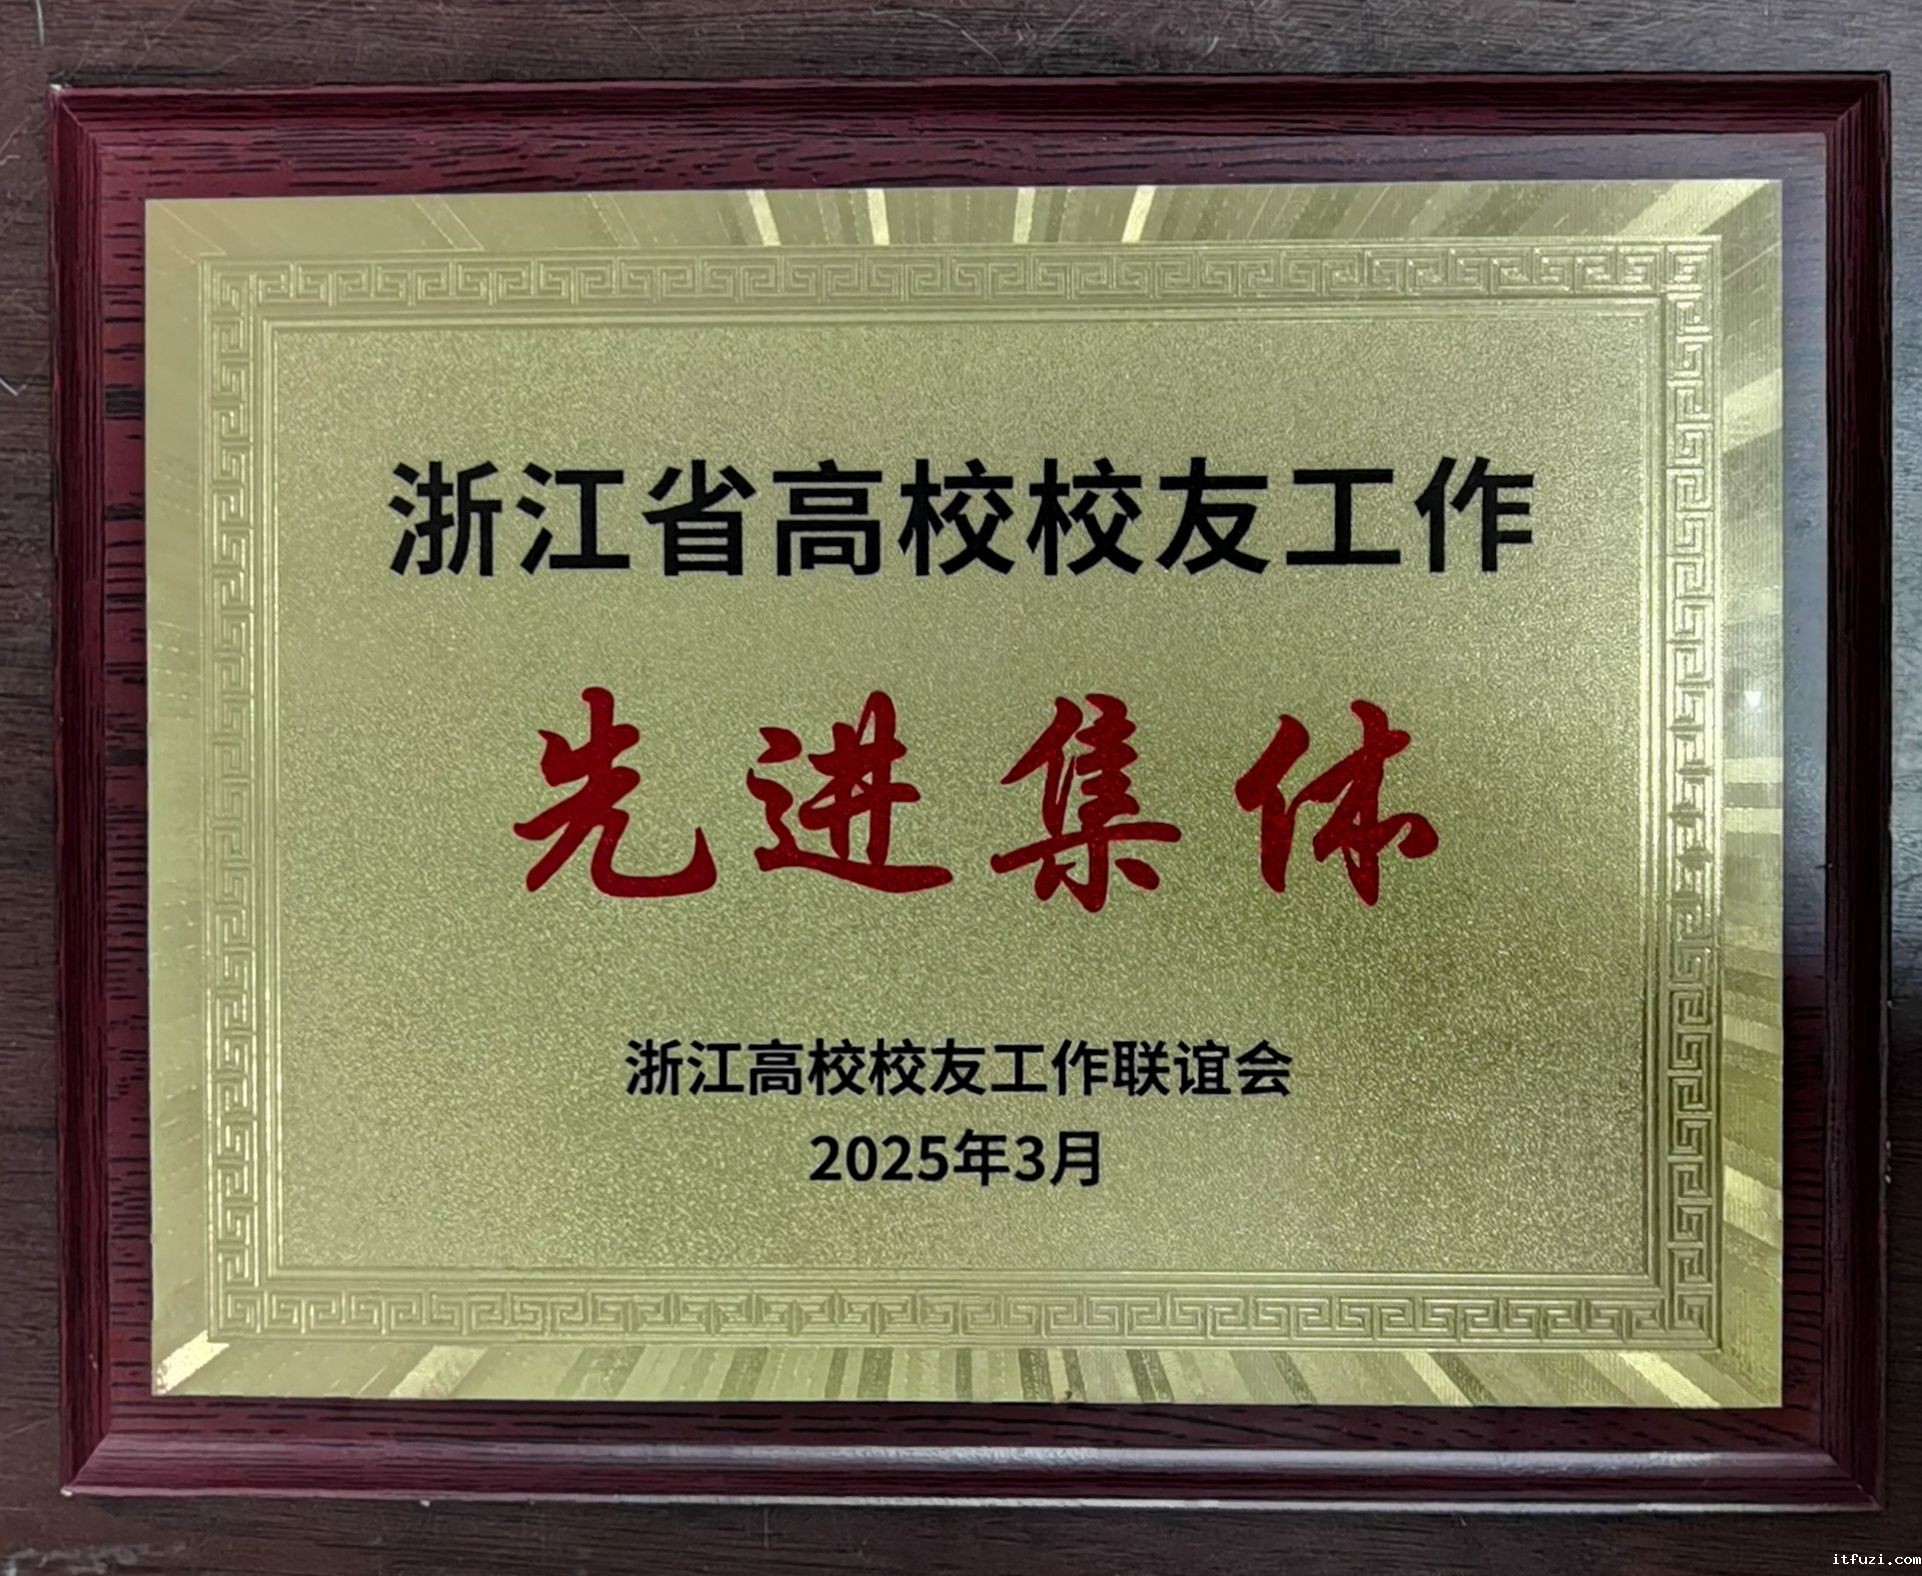 浙江省高校校友工作
先进集体
浙江高校校友工作联谊会
2025年3月
itfuzi.com